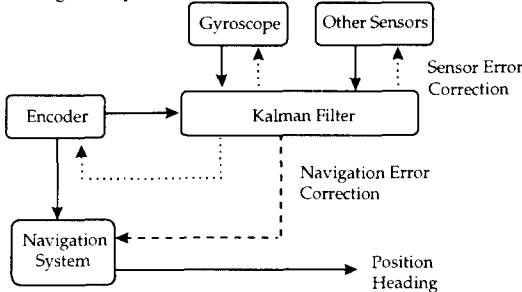 Gyroscope
Other Sensors
Sensor Error
Correction
Encoder
Kalman Filter
Navigation Error
Correction
Navigation
System
Position
Heading